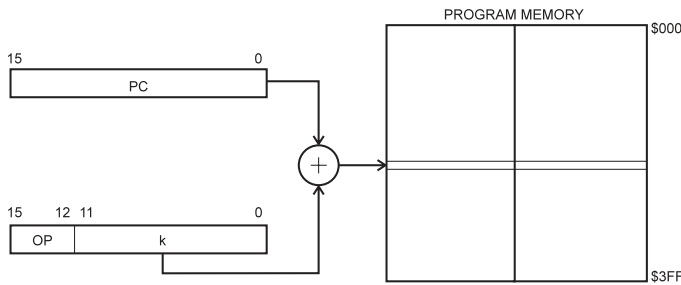 PROGRAM MEMORY
$000
15 0
PC
+
15 12 11 0
OP k
$3FF